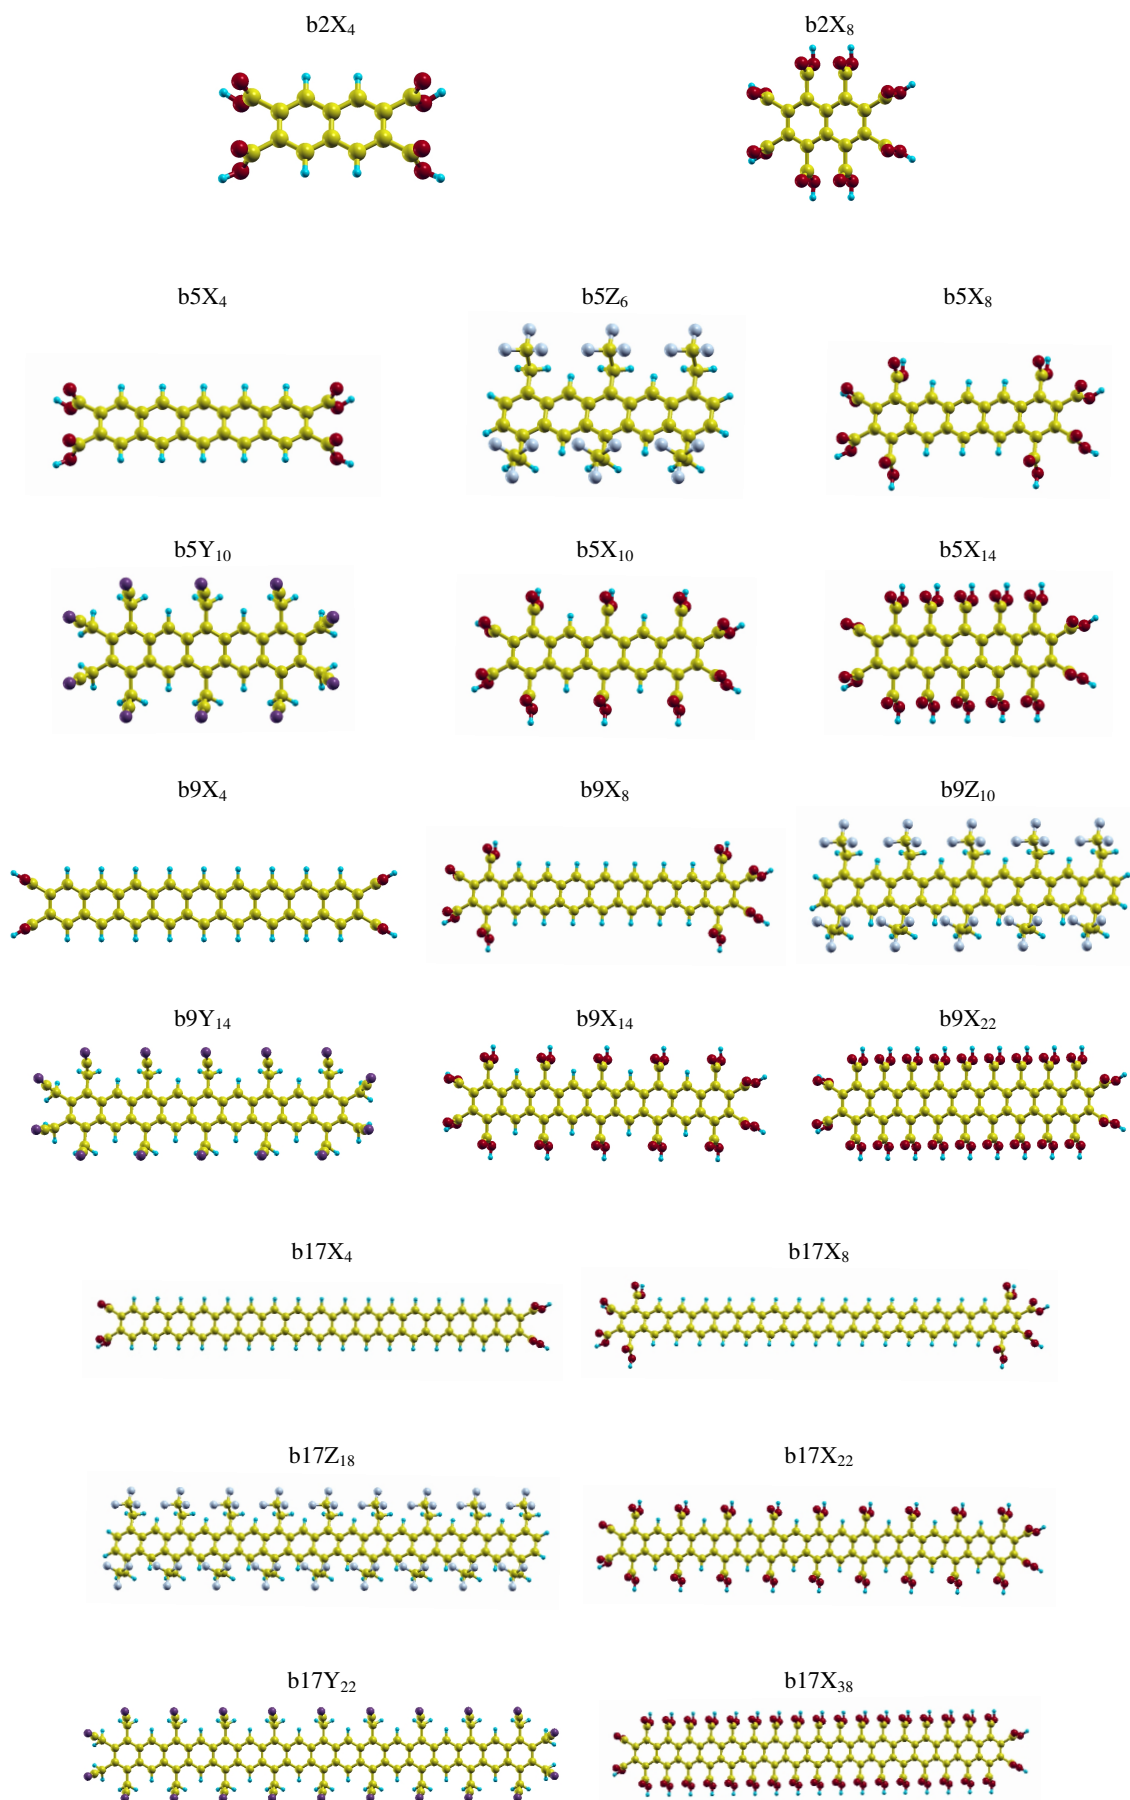 b2X₄ b2X₈
b5X₄ b5Z₆ b5X₈
b5Y₁₀ b5X₁₀ b5X₁₄
b9X₄ b9X₈ b9Z₁₀
b9Y₁₄ b9X₁₄ b9X₂₂
b17X₄ b17X₈
b17Z₁₈ b17X₂₂
b17Y₂₂ b17X₃₈